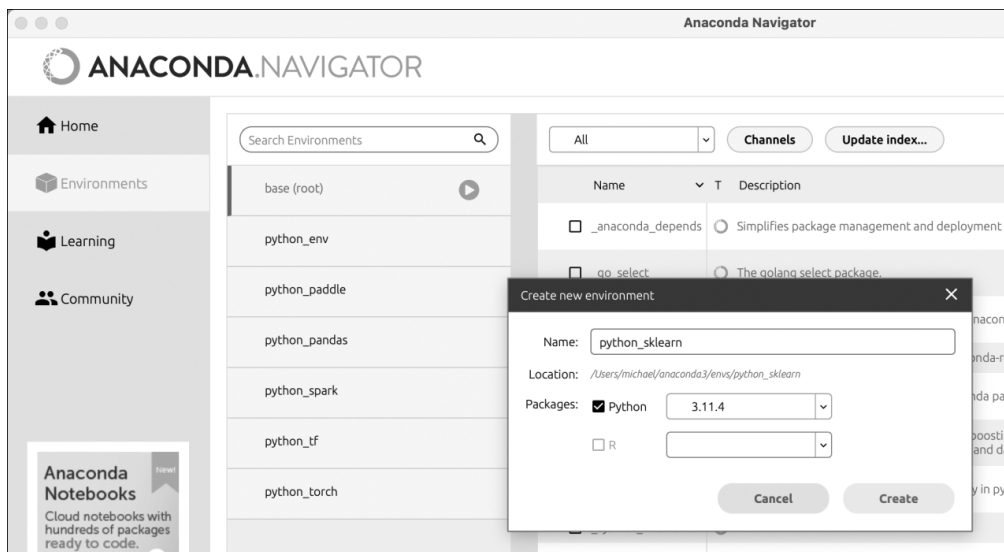 Anaconda Navigator
ANACONDA.NAVIGATOR
Home
Environments
Learning
Community
Anaconda
Notebooks
New!
Cloud notebooks with
hundreds of packages
ready to code.
Search Environments
base (root)
python_env
python_paddle
python_pandas
python_spark
python_tf
python_torch
All
Channels
Update index...
Name
T
Description
_anaconda_depends
Simplifies package management and deployment
_go_select
The golang select package.
Create new environment
Name:
python_sklearn
Location:
/Users/michael/anaconda3/envs/python_sklearn
Packages:
Python
3.11.4
R
Cancel
Create